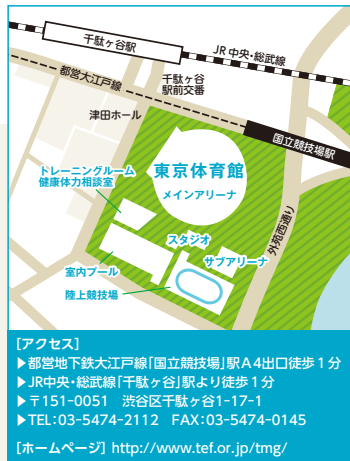 千駄ヶ谷駅
JR中央・総武線
都営大江戸線
千駄ヶ谷
駅前交番
津田ホール
国立競技場駅
トレーニングルーム
健康体力相談室
東京体育館
メインアリーナ
スタジオ
サブアリーナ
外苑西通り
室内プール
陸上競技場
[アクセス]
▶都営地下鉄大江戸線「国立競技場」駅A4出口徒歩1分
▶JR中央・総武線「千駄ヶ谷」駅より徒歩1分
▶〒151-0051 渋谷区千駄ヶ谷1-17-1
▶TEL:03-5474-2112 FAX:03-5474-0145
[ホームページ] http://www.tef.or.jp/tmg/